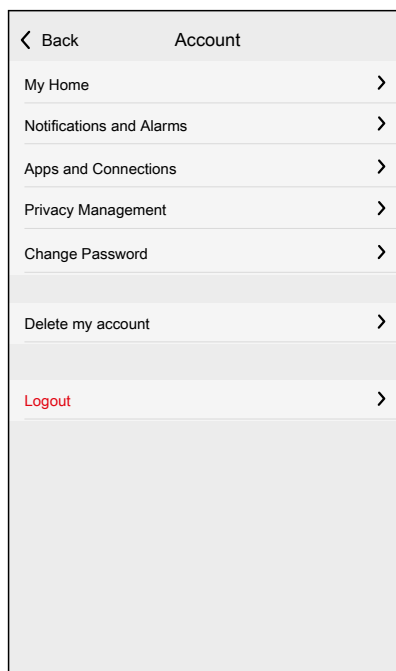 Back Account
My Home
Notifications and Alarms
Apps and Connections
Privacy Management
Change Password
Delete my account
Logout